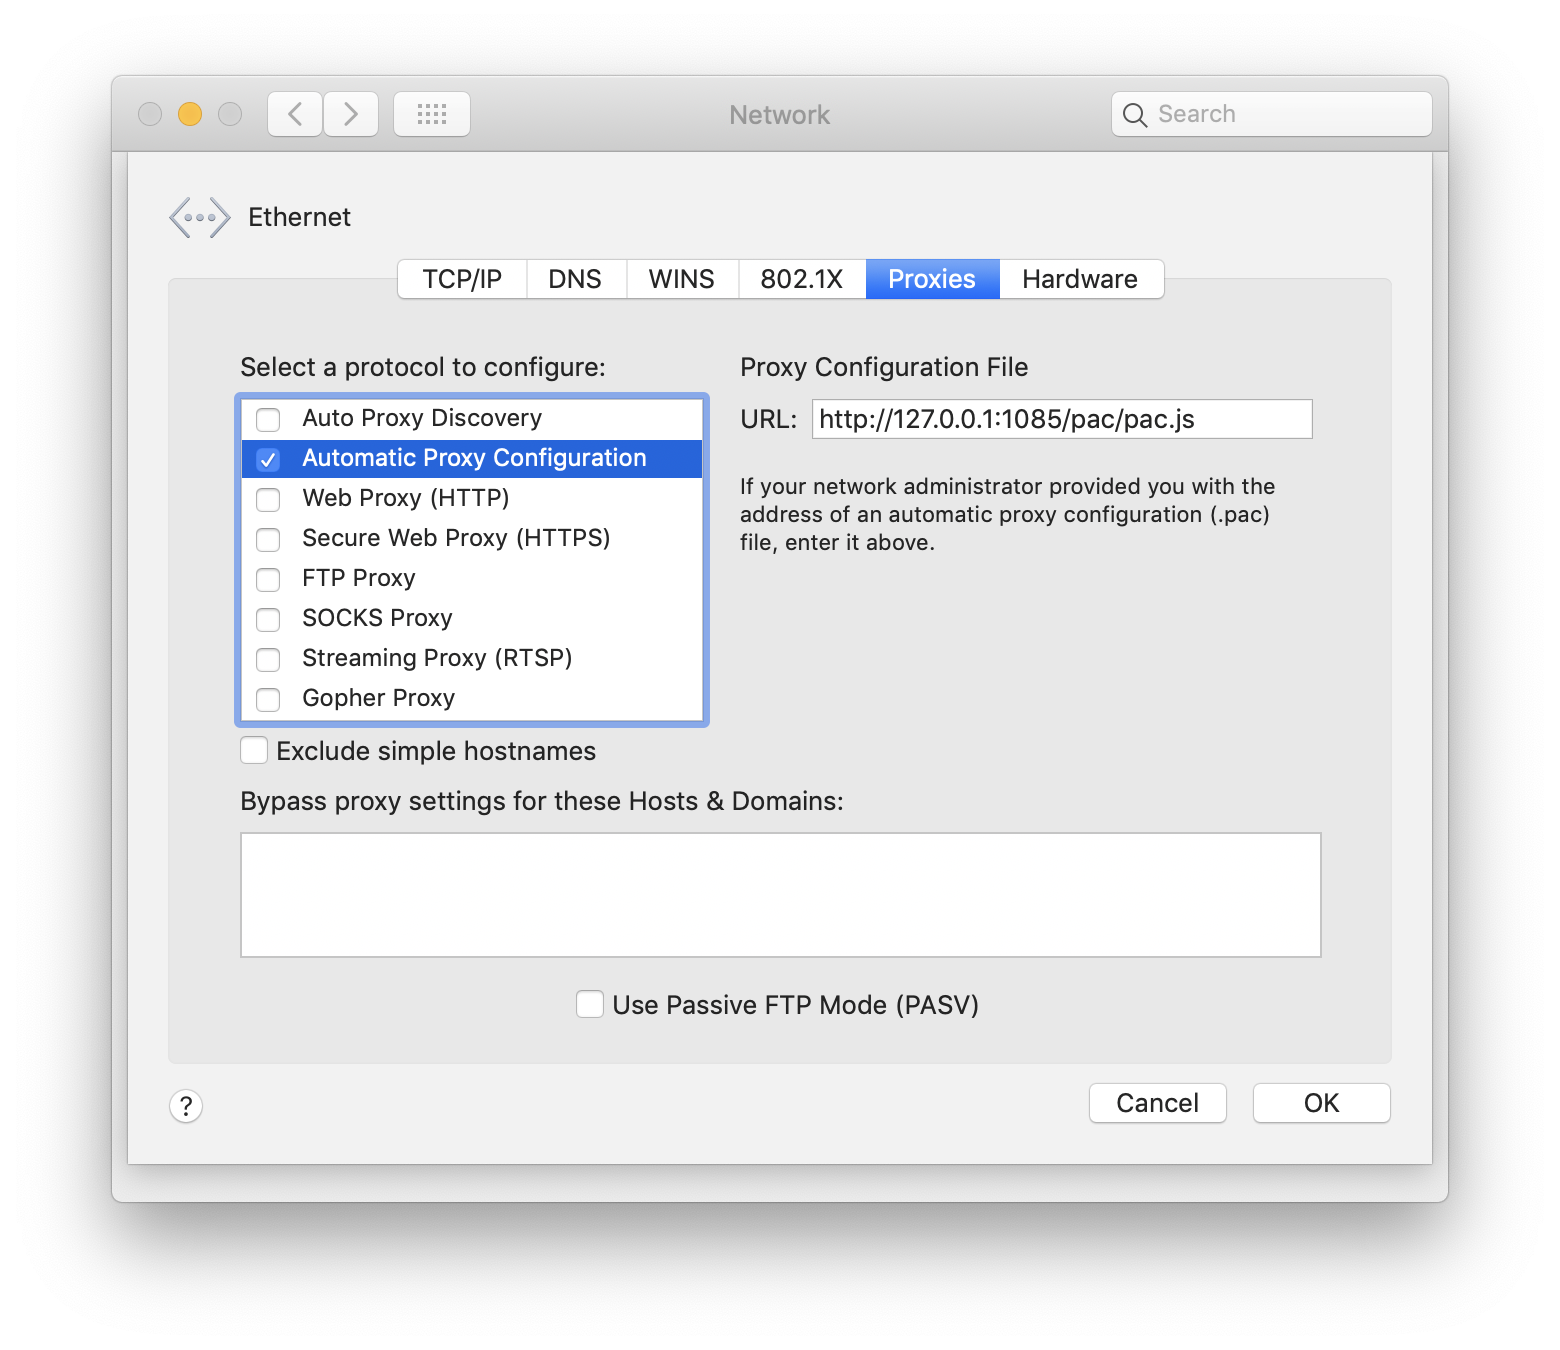 Network
Search
Ethernet
TCP/IP DNS WINS 802.1X Proxies Hardware
Select a protocol to configure:
Auto Proxy Discovery
Automatic Proxy Configuration
Web Proxy (HTTP)
Secure Web Proxy (HTTPS)
FTP Proxy
SOCKS Proxy
Streaming Proxy (RTSP)
Gopher Proxy
Proxy Configuration File
URL: http://127.0.0.1:1085/pac/pac.js
If your network administrator provided you with the
address of an automatic proxy configuration (.pac)
file, enter it above.
Exclude simple hostnames
Bypass proxy settings for these Hosts & Domains:
Use Passive FTP Mode (PASV)
?
Cancel
OK